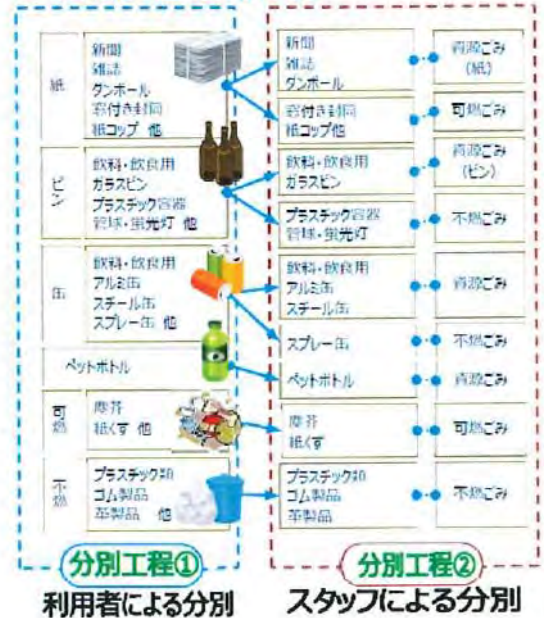 紙
新聞
雑誌
ダンボール
窓付き封筒
紙コップ 他
ビン
飲料・飲食用
ガラスビン
プラスチック容器
管球・蛍光灯 他
缶
飲料・飲食用
アルミ缶
スチール缶
スプレー缶 他
ペットボトル
可燃
塵芥
紙くず 他
不燃
プラスチック類
ゴム製品
革製品 他
分別工程①
利用者による分別
新聞
雑誌
ダンボール
資源ごみ
(紙)
窓付き封筒
紙コップ他
可燃ごみ
飲料・飲食用
ガラスビン
資源ごみ
(ビン)
プラスチック容器
管球・蛍光灯
不燃ごみ
飲料・飲食用
アルミ缶
スチール缶
資源ごみ
スプレー缶
不燃ごみ
ペットボトル
資源ごみ
塵芥
紙くず
可燃ごみ
プラスチック類
ゴム製品
革製品
不燃ごみ
分別工程②
スタッフによる分別